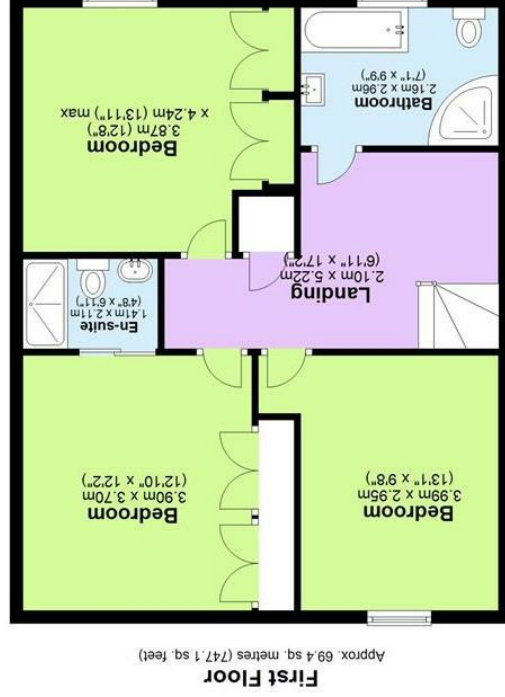 First Floor
Approx. 69.4 sq. metres (747.1 sq. feet)
Bedroom
3.99m x 2.95m
(13'1" x 9'8")
Bedroom
3.90m x 3.70m
(12'10" x 12'2")
Landing
2.10m x 5.22m
(6'11" x 17'2")
En-suite
1.41m x 2.11m
(4'8" x 6'11")
Bathroom
2.16m x 2.96m
(7'1" x 9'9")
Bedroom
3.87m (12'8")
x 4.24m (13'11") max